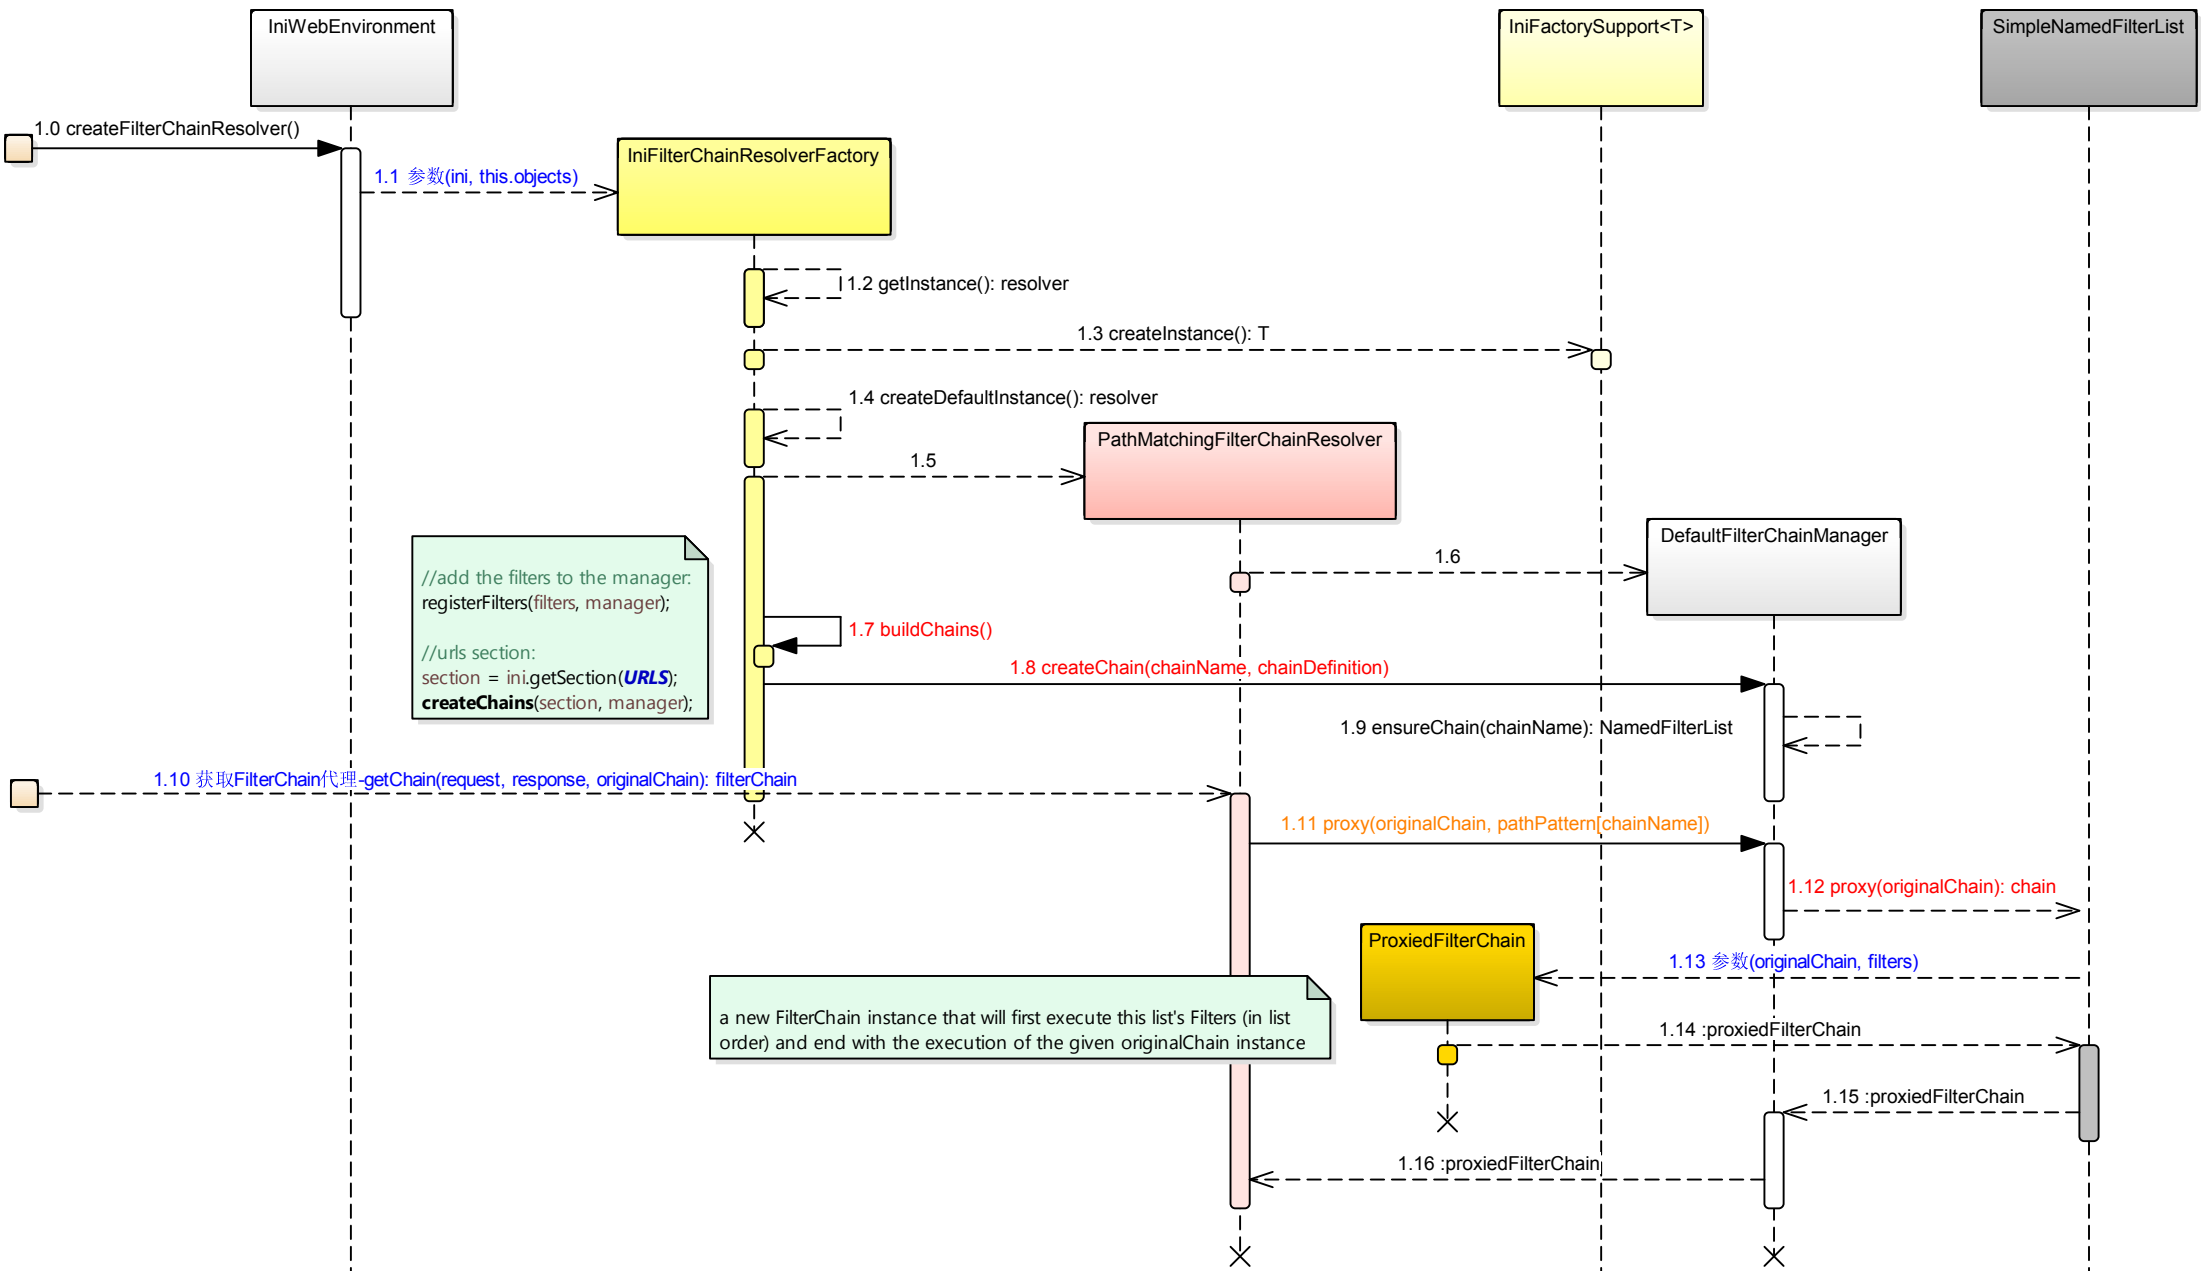 IniWebEnvironment
IniFactorySupport<T>
SimpleNamedFilterList
1.0 createFilterChainResolver()
IniFilterChainResolverFactory
1.1 参数(ini, this.objects)
1.2 getInstance(): resolver
1.3 createInstance(): T
1.4 createDefaultInstance(): resolver
PathMatchingFilterChainResolver
1.5
DefaultFilterChainManager
1.6
//add the filters to the manager:
registerFilters(filters, manager);
//urls section:
section = ini.getSection(URLS);
createChains(section, manager);
1.7 buildChains()
1.8 createChain(chainName, chainDefinition)
1.9 ensureChain(chainName): NamedFilterList
1.10 获取FilterChain代理-getChain(request, response, originalChain): filterChain
1.11 proxy(originalChain, pathPattern[chainName])
1.12 proxy(originalChain): chain
ProxiedFilterChain
1.13 参数(originalChain, filters)
a new FilterChain instance that will first execute this list's Filters (in list
order) and end with the execution of the given originalChain instance
1.14 :proxiedFilterChain
1.15 :proxiedFilterChain
1.16 :proxiedFilterChain